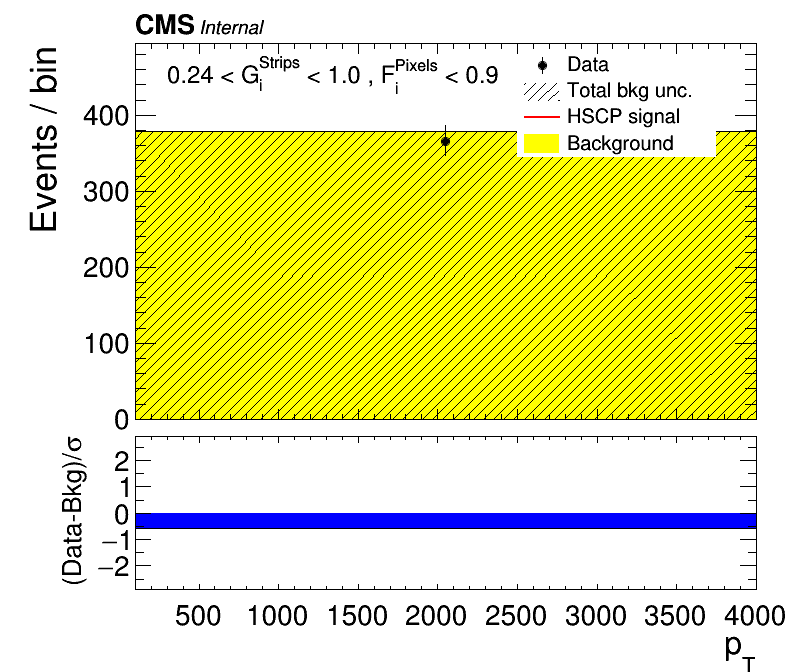 CMS Internal
0.24 < G_i^Strips < 1.0 , F_i^Pixels < 0.9
Data
Total bkg unc.
HSCP signal
Background
Events / bin
400
300
200
100
0
(Data-Bkg)/σ
2
1
0
−1
−2
500 1000 1500 2000 2500 3000 3500 4000
p_T